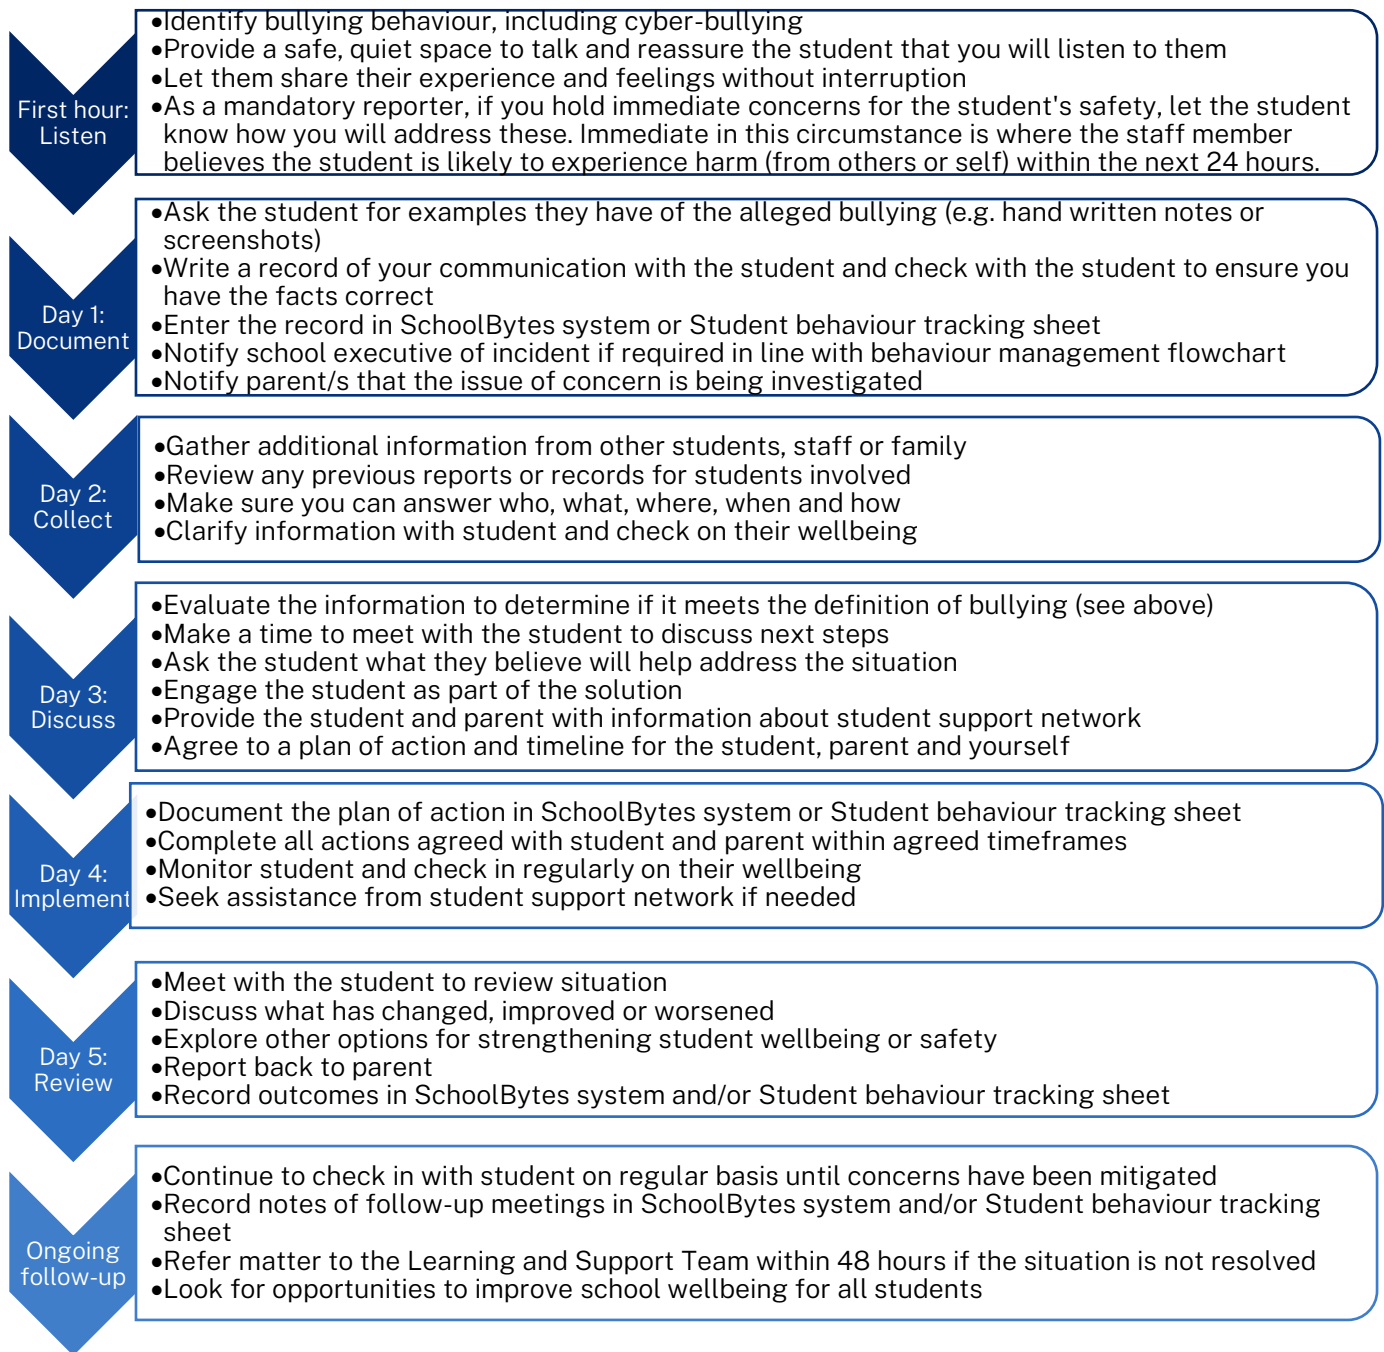 First hour:
Listen
•Identify bullying behaviour, including cyber-bullying
•Provide a safe, quiet space to talk and reassure the student that you will listen to them
•Let them share their experience and feelings without interruption
•As a mandatory reporter, if you hold immediate concerns for the student's safety, let the student
know how you will address these. Immediate in this circumstance is where the staff member
believes the student is likely to experience harm (from others or self) within the next 24 hours.
Day 1:
Document
•Ask the student for examples they have of the alleged bullying (e.g. hand written notes or
screenshots)
•Write a record of your communication with the student and check with the student to ensure you
have the facts correct
•Enter the record in SchoolBytes system or Student behaviour tracking sheet
•Notify school executive of incident if required in line with behaviour management flowchart
•Notify parent/s that the issue of concern is being investigated
Day 2:
Collect
•Gather additional information from other students, staff or family
•Review any previous reports or records for students involved
•Make sure you can answer who, what, where, when and how
•Clarify information with student and check on their wellbeing
Day 3:
Discuss
•Evaluate the information to determine if it meets the definition of bullying (see above)
•Make a time to meet with the student to discuss next steps
•Ask the student what they believe will help address the situation
•Engage the student as part of the solution
•Provide the student and parent with information about student support network
•Agree to a plan of action and timeline for the student, parent and yourself
Day 4:
Implement
•Document the plan of action in SchoolBytes system or Student behaviour tracking sheet
•Complete all actions agreed with student and parent within agreed timeframes
•Monitor student and check in regularly on their wellbeing
•Seek assistance from student support network if needed
Day 5:
Review
•Meet with the student to review situation
•Discuss what has changed, improved or worsened
•Explore other options for strengthening student wellbeing or safety
•Report back to parent
•Record outcomes in SchoolBytes system and/or Student behaviour tracking sheet
Ongoing
follow-up
•Continue to check in with student on regular basis until concerns have been mitigated
•Record notes of follow-up meetings in SchoolBytes system and/or Student behaviour tracking
sheet
•Refer matter to the Learning and Support Team within 48 hours if the situation is not resolved
•Look for opportunities to improve school wellbeing for all students